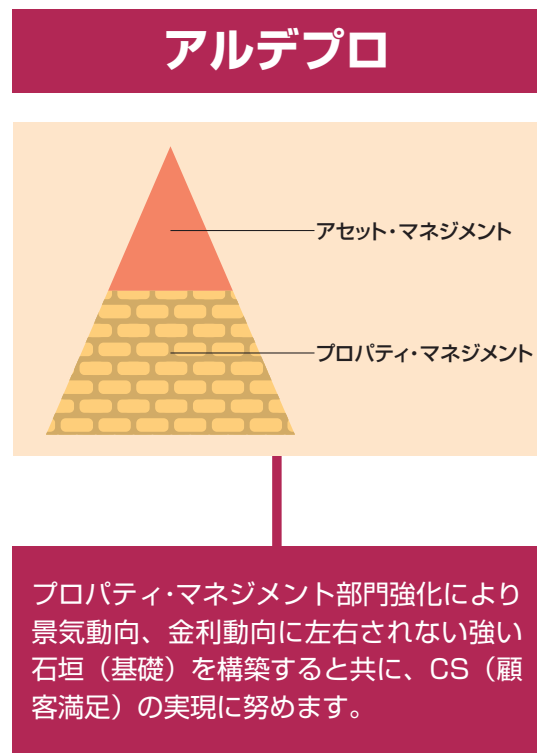 アルデプロ
アセット・マネジメント
プロパティ・マネジメント
プロパティ・マネジメント部門強化により
景気動向、金利動向に左右されない強い
石垣（基礎）を構築すると共に、CS（顧
客満足）の実現に努めます。